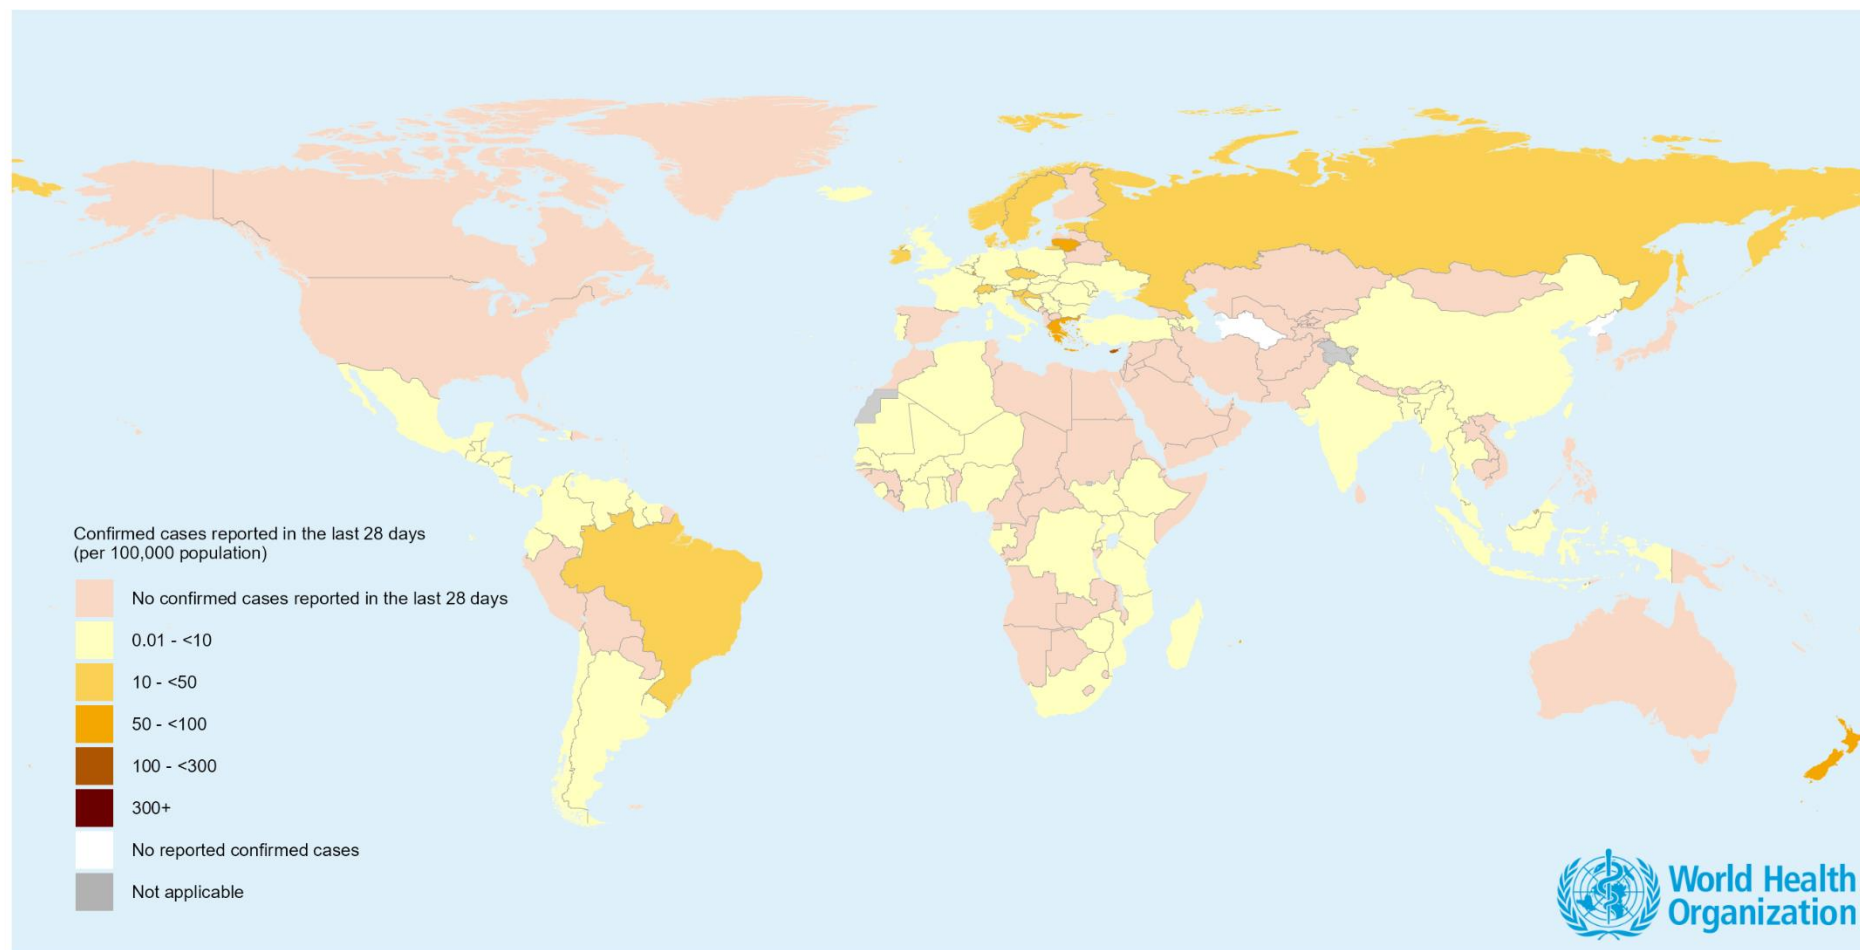 Confirmed cases reported in the last 28 days
(per 100,000 population)
No confirmed cases reported in the last 28 days
0.01 - <10
10 - <50
50 - <100
100 - <300
300+
No reported confirmed cases
Not applicable
World Health
Organization